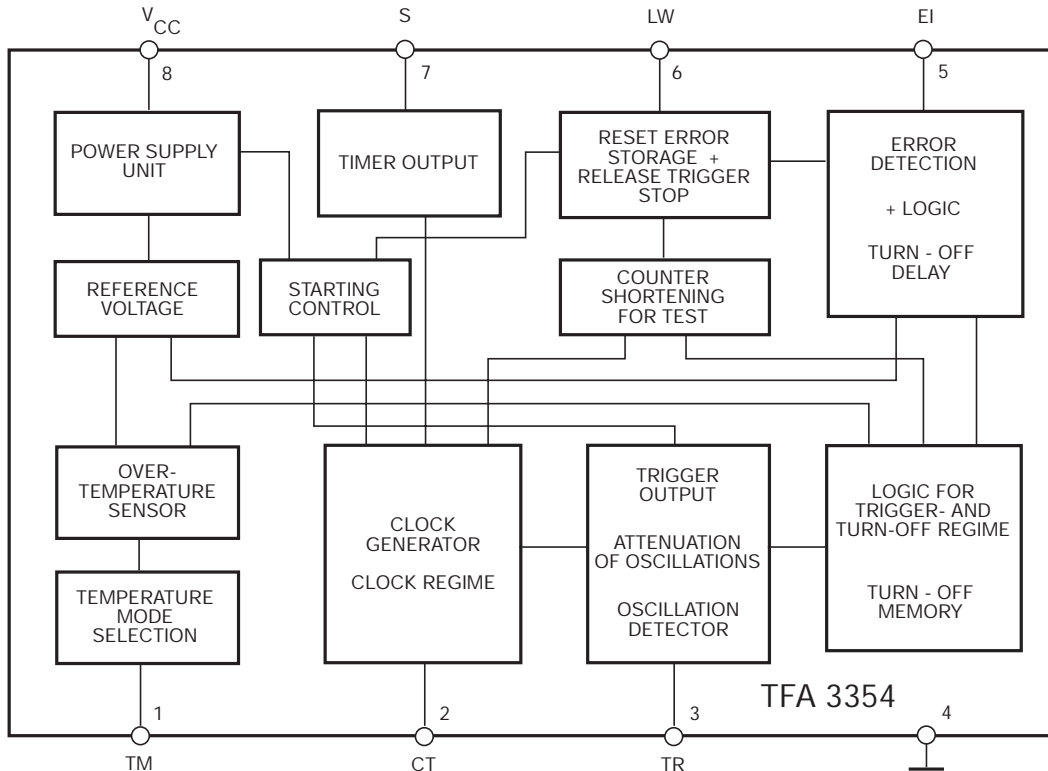 V
CC
S
LW
EI
8
7
6
5
POWER SUPPLY
UNIT
TIMER OUTPUT
RESET ERROR
STORAGE +
RELEASE TRIGGER
STOP
ERROR
DETECTION
+ LOGIC
TURN - OFF
DELAY
REFERENCE
VOLTAGE
STARTING
CONTROL
COUNTER
SHORTENING
FOR TEST
OVER-
TEMPERATURE
SENSOR
CLOCK
GENERATOR
CLOCK REGIME
TRIGGER
OUTPUT
ATTENUATION
OF OSCILLATIONS
OSCILLATION
DETECTOR
LOGIC FOR
TRIGGER- AND
TURN-OFF REGIME
TURN - OFF
MEMORY
TEMPERATURE
MODE
SELECTION
TFA 3354
1
2
3
4
TM
CT
TR